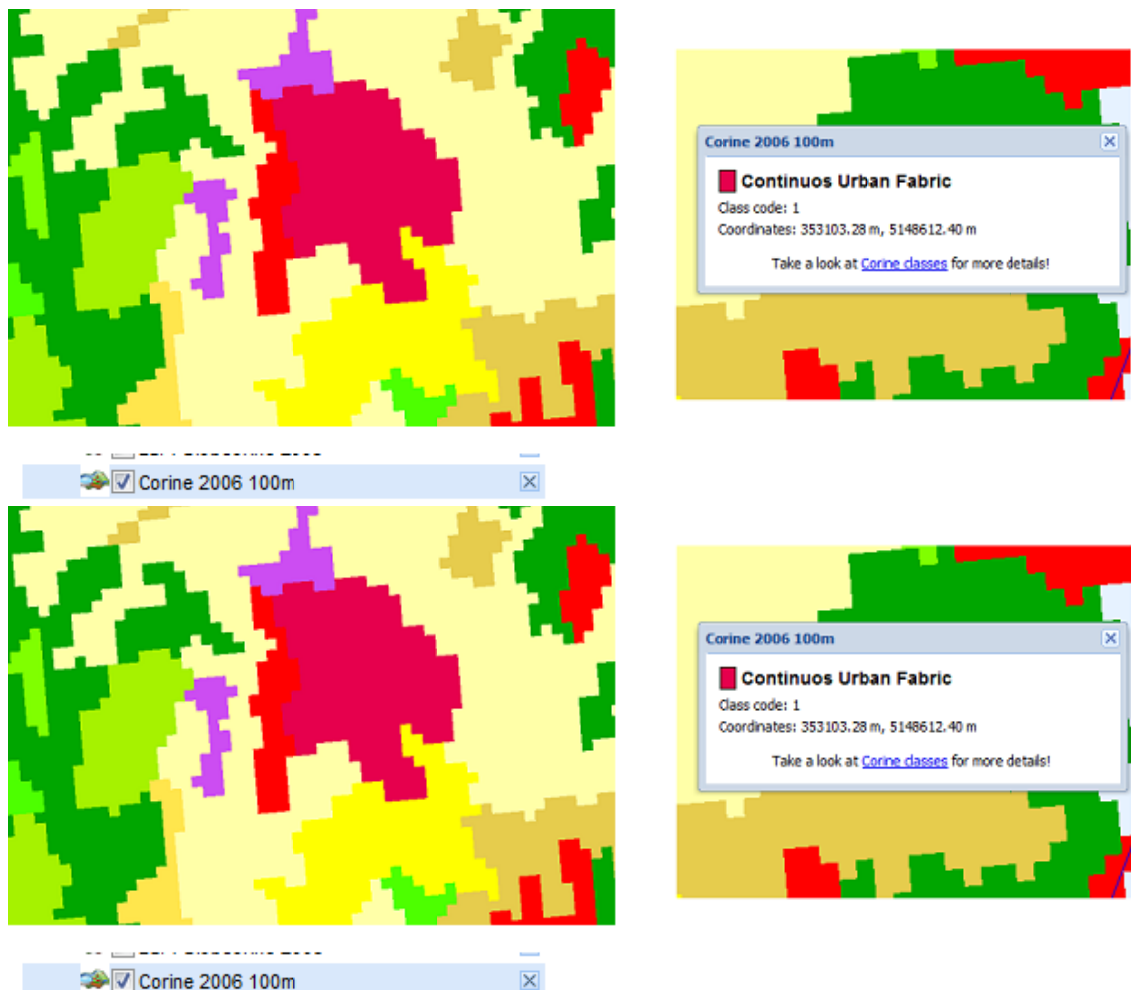 Corine 2006 100m
Continuos Urban Fabric
Class code: 1
Coordinates: 353103.28 m, 5148612.40 m
Take a look at Corine classes for more details!
Corine 2006 100m
Corine 2006 100m
Continuos Urban Fabric
Class code: 1
Coordinates: 353103.28 m, 5148612.40 m
Take a look at Corine classes for more details!
Corine 2006 100m